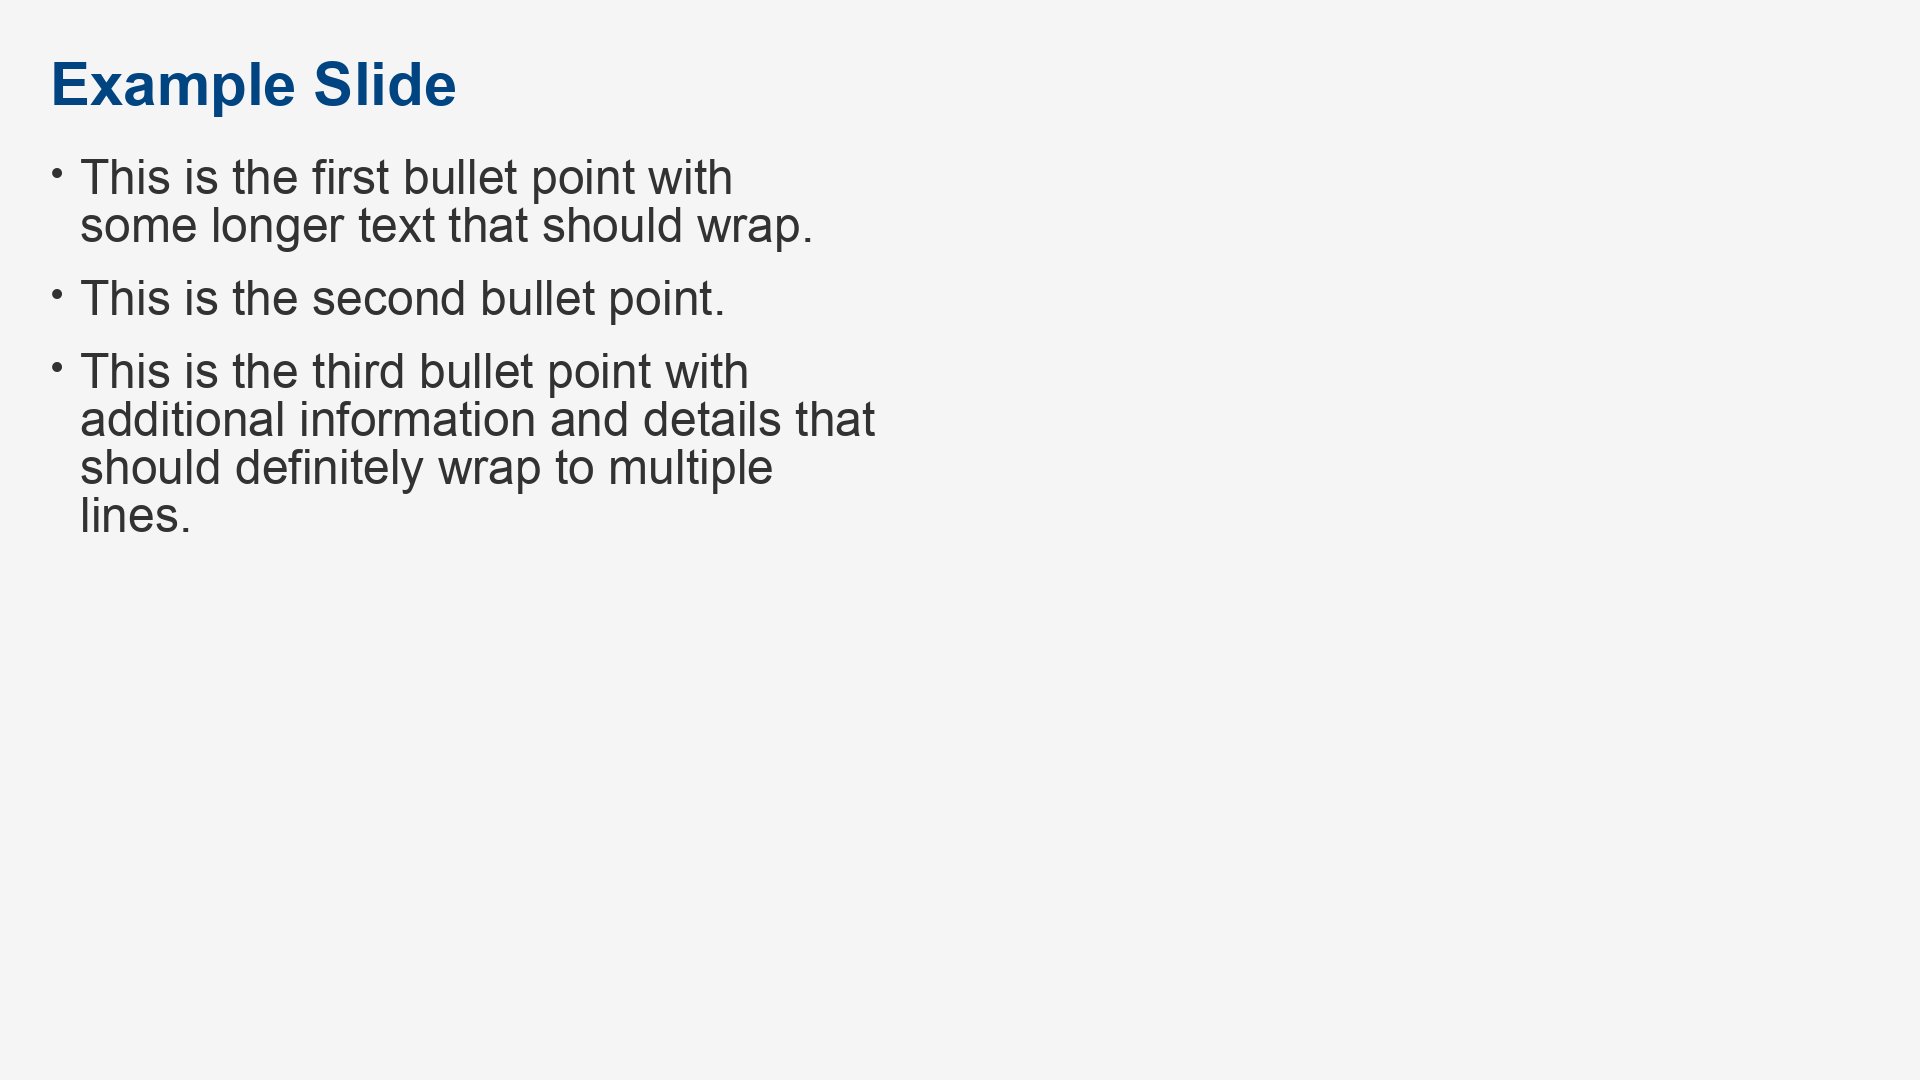 Example Slide
• This is the first bullet point with
some longer text that should wrap.
• This is the second bullet point.
• This is the third bullet point with
additional information and details that
should definitely wrap to multiple
lines.